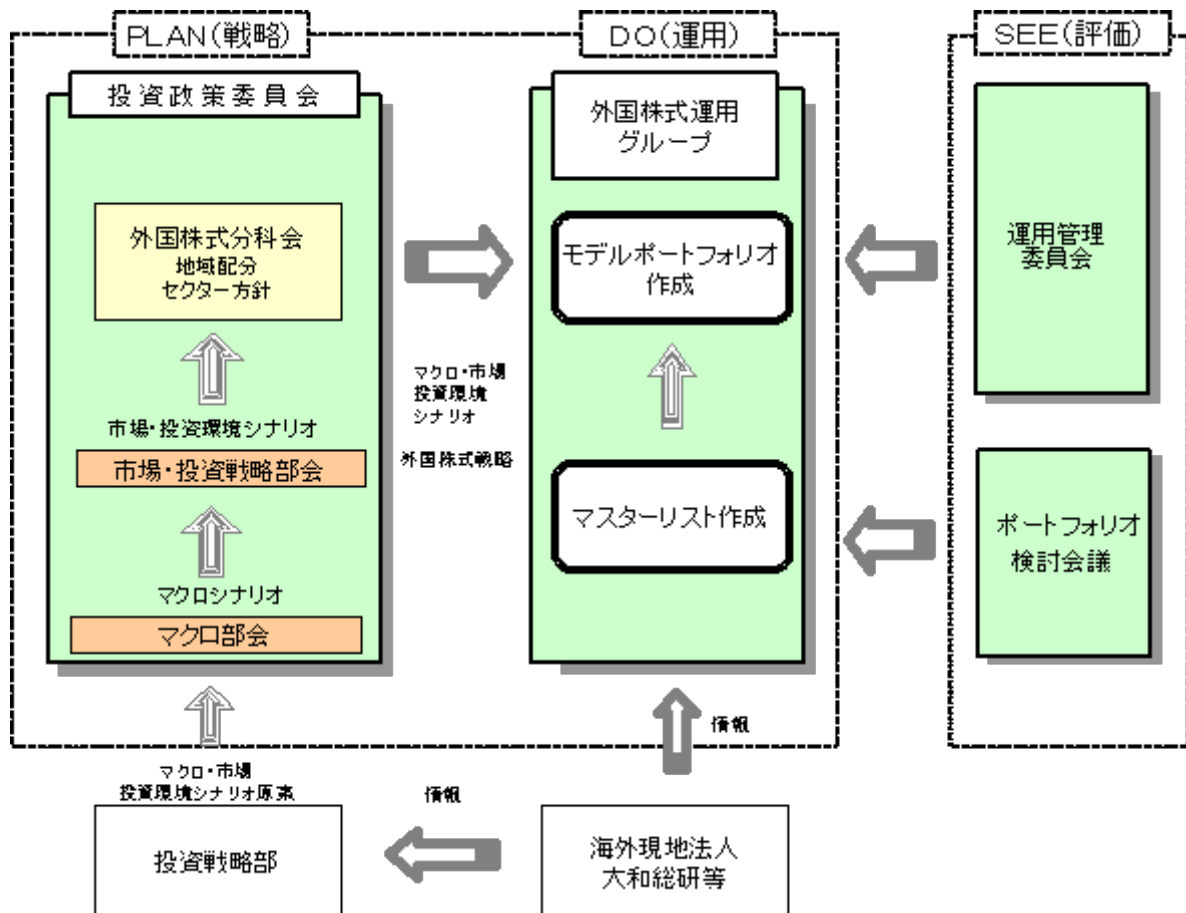 PLAN(戦略)
投資政策委員会
外国株式分科会
地域配分
セクター方針
市場・投資環境シナリオ
市場・投資戦略部会
マクロシナリオ
マクロ部会
マクロ・市場
投資環境シナリオ原案
投資戦略部
マクロ・市場
投資環境
シナリオ
外国株式戦略
情報
DO(運用)
外国株式運用
グループ
モデルポートフォリオ
作成
マスターリスト作成
情報
海外現地法人
大和総研等
SEE(評価)
運用管理
委員会
ポートフォリオ
検討会議